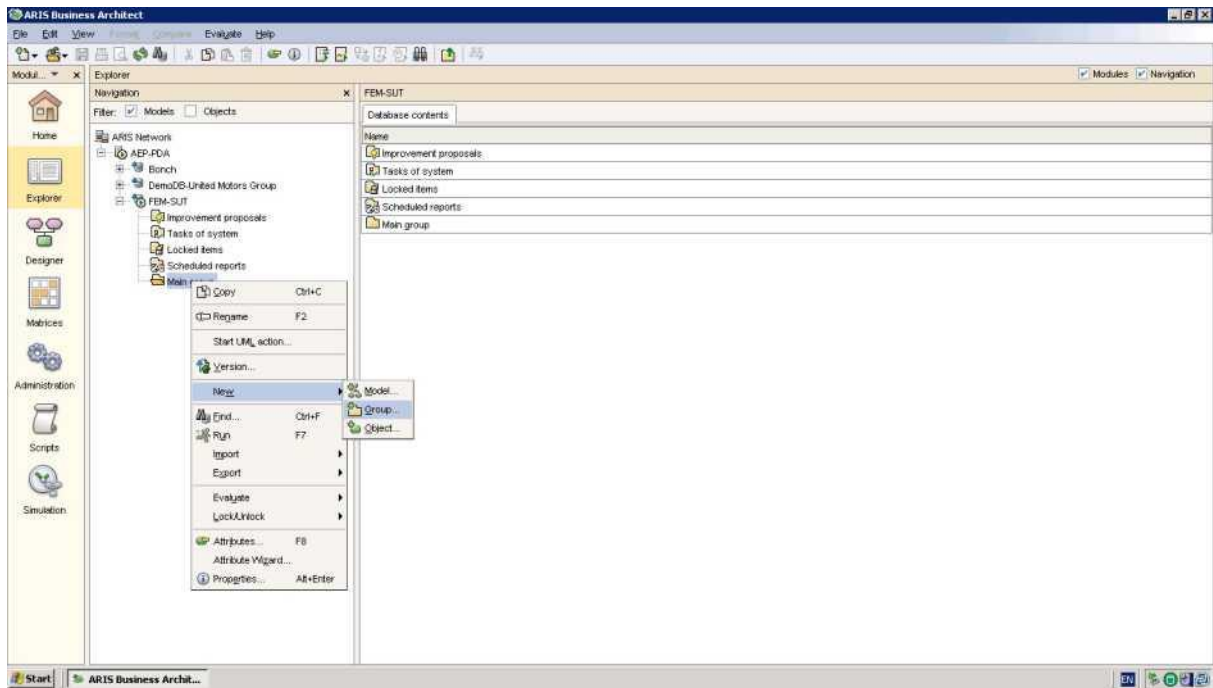 ARIS Business Architect
File Edit View Format Compare Evaluate Help
Modul...
Explorer
Modules Navigation
Home
Explorer
Designer
Matrices
Administration
Scripts
Simulation
Navigation
Filter: Models Objects
ARIS Network
AEP-PDA
Bonch
DemoDB-United Motors Group
FEM-SUT
Improvement proposals
Tasks of system
Locked items
Scheduled reports
Main
Copy Ctrl+C
Rename F2
Start UML action...
Version...
New
Find... Ctrl+F
Run F7
Import
Export
Evaluate
Lock/Unlock
Attributes... F8
Attribute Wizard...
Properties... Alt+Enter
Model...
Group...
Object...
FEM-SUT
Database contents
Name
Improvement proposals
Tasks of system
Locked items
Scheduled reports
Main group
Start
ARIS Business Archit...
EN